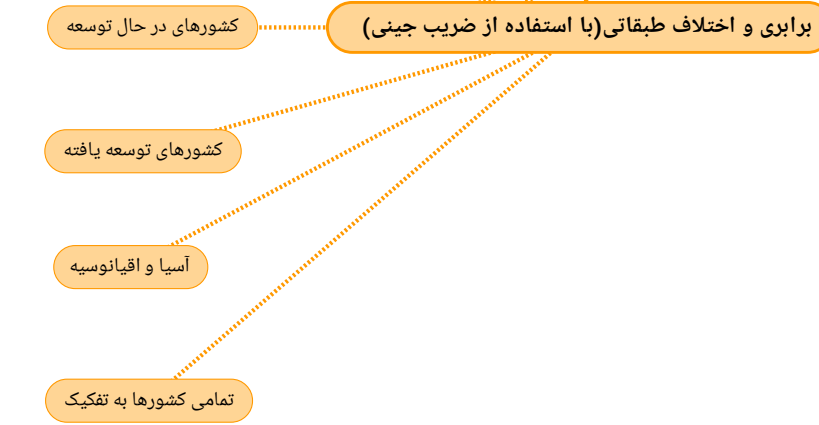 برابری و اختلاف طبقاتی(با استفاده از ضریب جینی)
کشورهای در حال توسعه
کشورهای توسعه یافته
آسیا و اقیانوسیه
تمامی کشورها به تفکیک